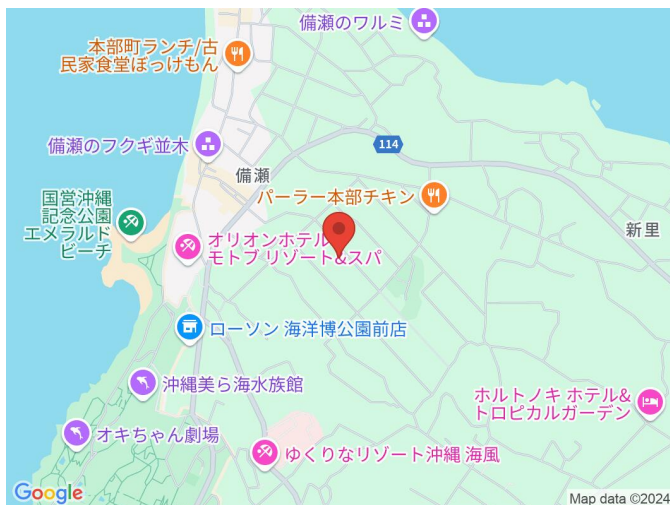 備瀬のワルミ
本部町ランチ/古
民家食堂ぼっけもん
114
備瀬のフクギ並木
備瀬
パーラー本部チキン
国営沖縄
記念公園
エメラルド
ビーチ
新里
オリオンホテル
モトブ リゾート&スパ
ローソン 海洋博公園前店
沖縄美ら海水族館
ホルトノキ ホテル&
トロピカルガーデン
オキちゃん劇場
ゆくりなリゾート沖縄 海風
Google
Map data ©2024